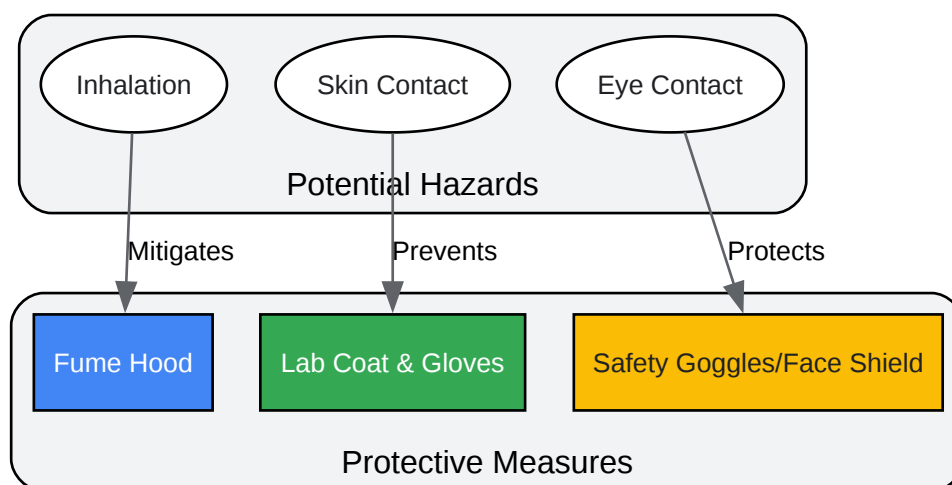 Inhalation
Skin Contact
Eye Contact
Potential Hazards
Mitigates
Prevents
Protects
Fume Hood
Lab Coat & Gloves
Safety Goggles/Face Shield
Protective Measures